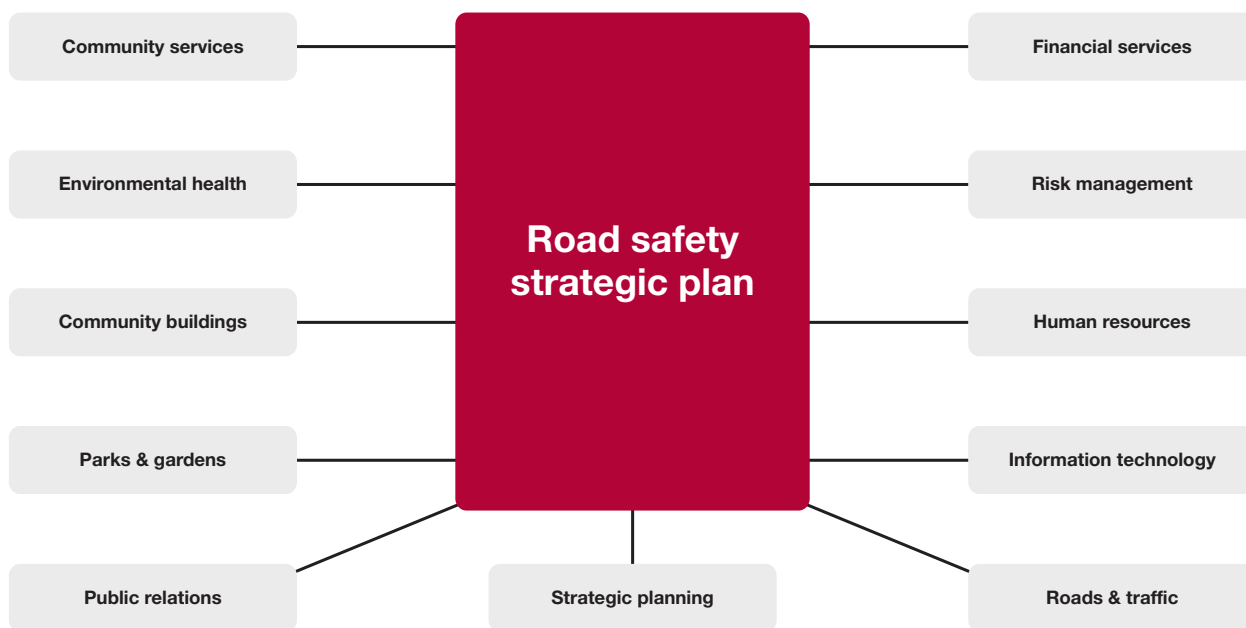 Community services
Financial services
Environmental health
Risk management
Road safety
strategic plan
Community buildings
Human resources
Parks & gardens
Information technology
Public relations
Strategic planning
Roads & traffic